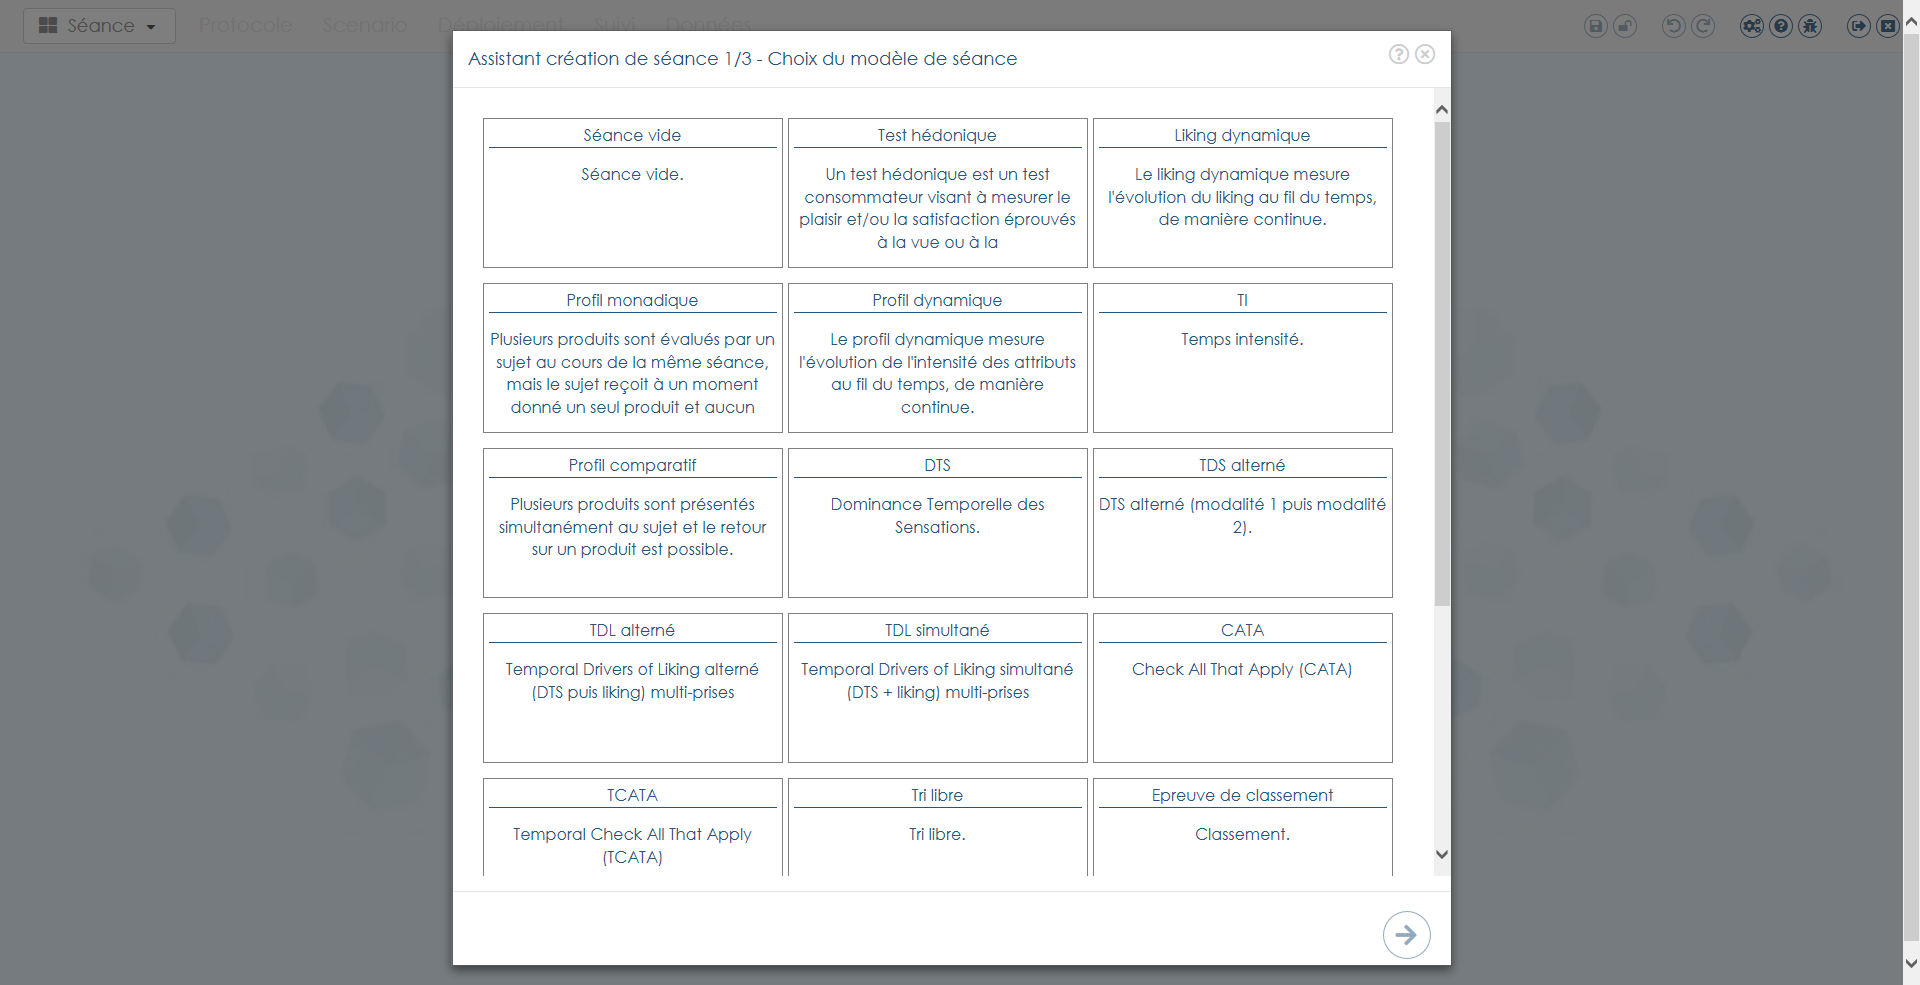 Séance
Protocole
Scenario
Déploiement
Suivi
Données
Assistant création de séance 1/3 - Choix du modèle de séance
Séance vide
Séance vide.
Test hédonique
Un test hédonique est un test
consommateur visant à mesurer le
plaisir et/ou la satisfaction éprouvés
à la vue ou à la
Liking dynamique
Le liking dynamique mesure
l'évolution du liking au fil du temps,
de manière continue.
Profil monadique
Plusieurs produits sont évalués par un
sujet au cours de la même séance,
mais le sujet reçoit à un moment
donné un seul produit et aucun
Profil dynamique
Le profil dynamique mesure
l'évolution de l'intensité des attributs
au fil du temps, de manière
continue.
TI
Temps intensité.
Profil comparatif
Plusieurs produits sont présentés
simultanément au sujet et le retour
sur un produit est possible.
DTS
Dominance Temporelle des
Sensations.
TDS alterné
DTS alterné (modalité 1 puis modalité
2).
TDL alterné
Temporal Drivers of Liking alterné
(DTS puis liking) multi-prises
TDL simultané
Temporal Drivers of Liking simultané
(DTS + liking) multi-prises
CATA
Check All That Apply (CATA)
TCATA
Temporal Check All That Apply
(TCATA)
Tri libre
Tri libre.
Epreuve de classement
Classement.